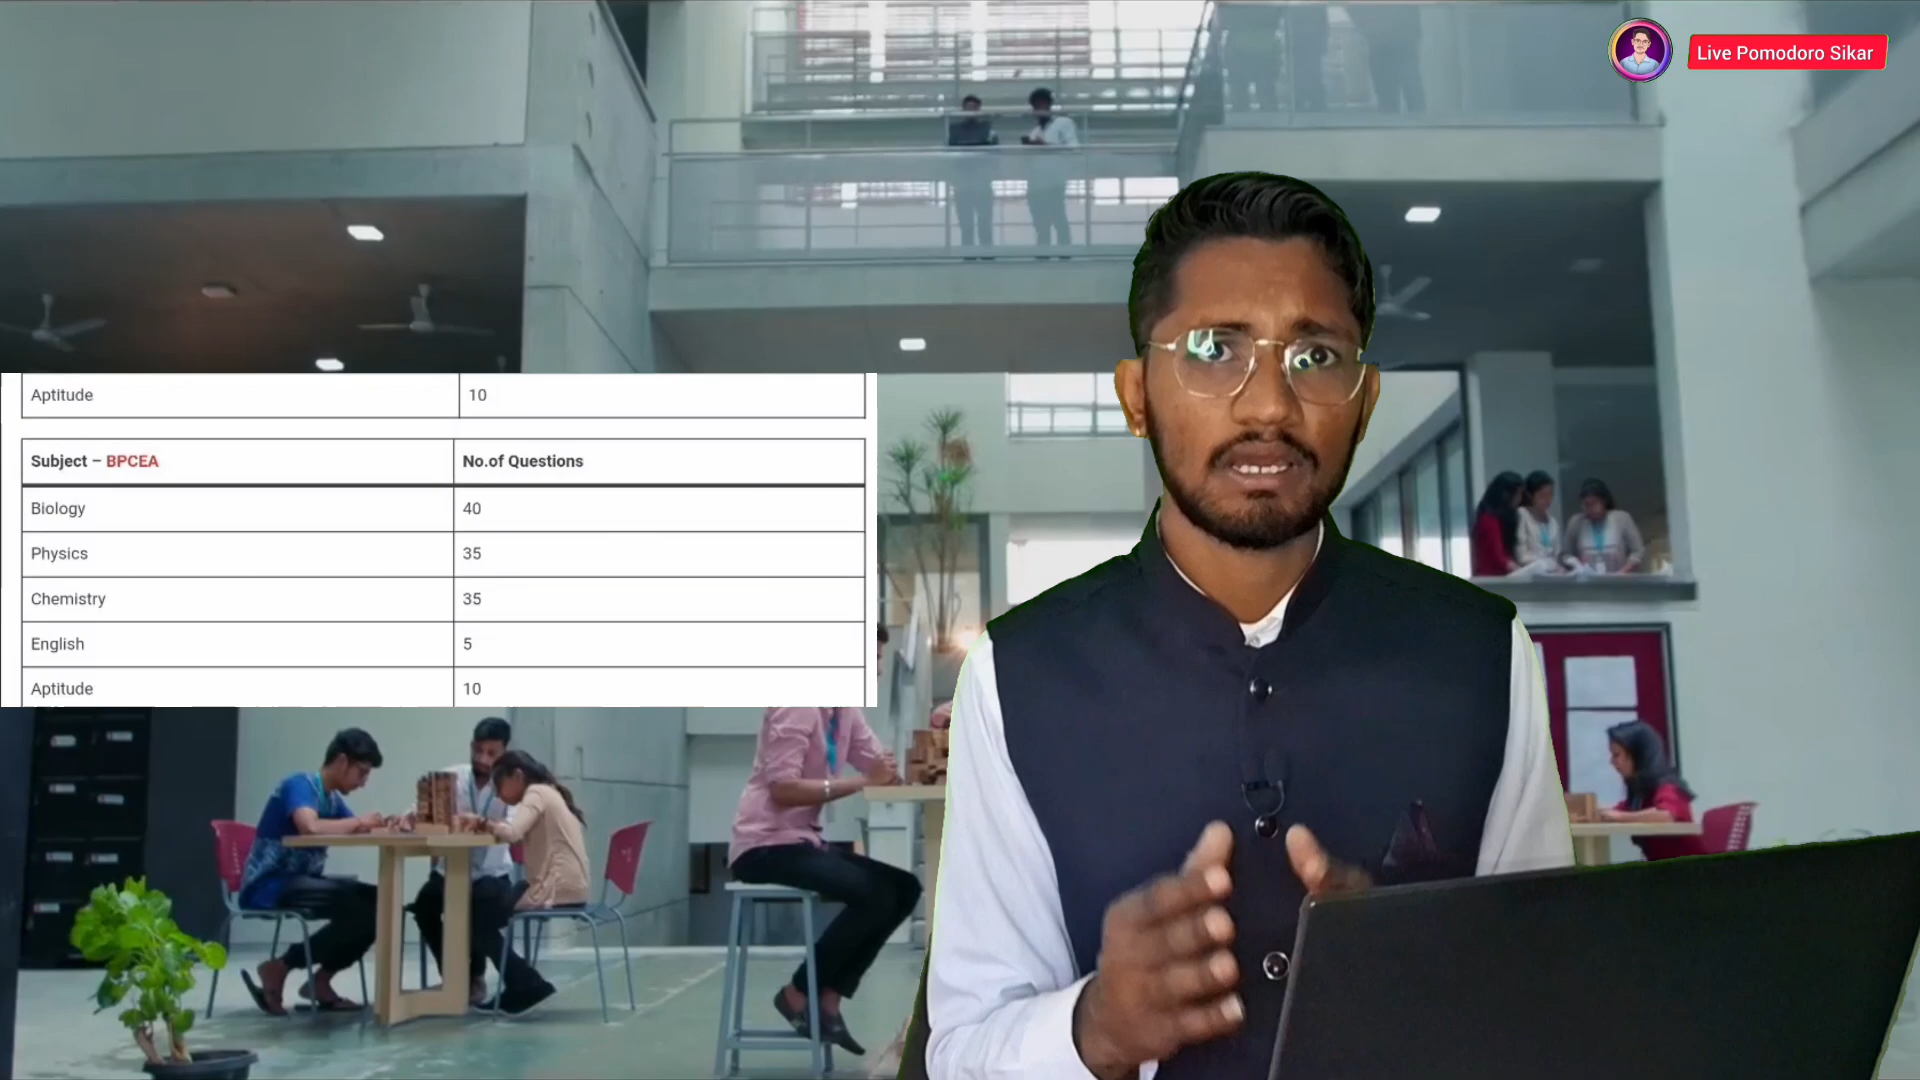 Live Pomodoro Sikar
Aptitude 10
Subject – BPCEA No.of Questions
Biology 40
Physics 35
Chemistry 35
English 5
Aptitude 10